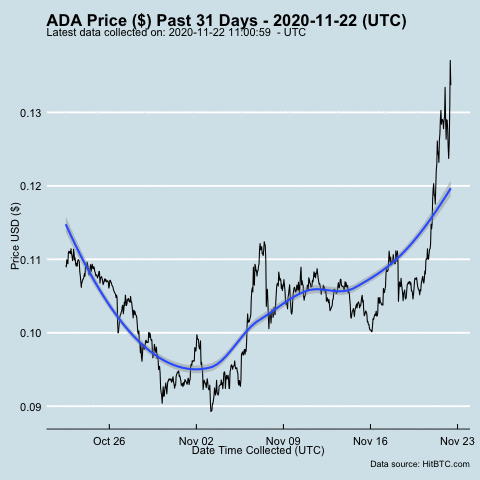 ADA Price ($) Past 31 Days - 2020-11-22 (UTC)
Latest data collected on: 2020-11-22 11:00:59 - UTC
0.13
0.12
0.11
0.10
0.09
Price USD ($)
Oct 26 Nov 02 Nov 09 Nov 16 Nov 23
Date Time Collected (UTC)
Data source: HitBTC.com